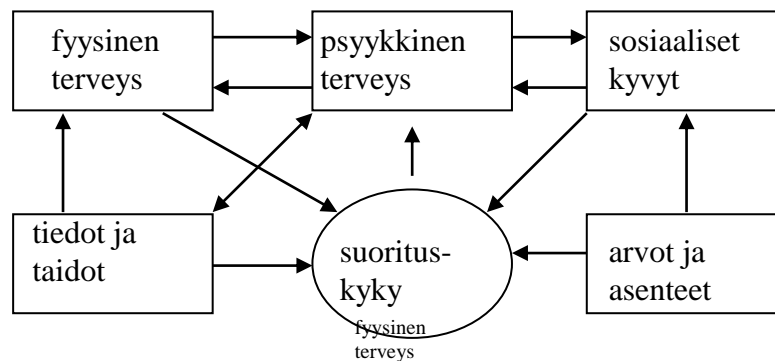 fyysinen
terveys
psyykkinen
terveys
sosiaaliset
kyvyt
tiedot ja
taidot
suoritus-
kyky
fyysinen
terveys
arvot ja
asenteet